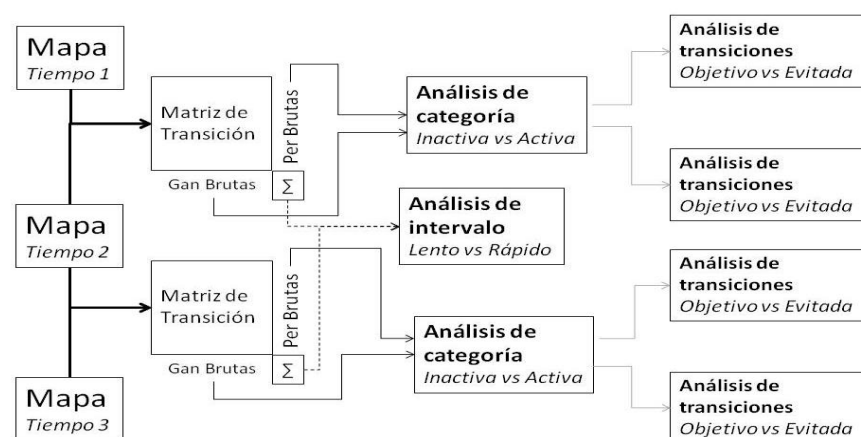 Mapa
Tiempo 1
Matriz de
Transición
Per Brutas
Gan Brutas
Σ
Análisis de
categoría
Inactiva vs Activa
Análisis de
transiciones
Objetivo vs Evitada
Análisis de
transiciones
Objetivo vs Evitada
Mapa
Tiempo 2
Análisis de
intervalo
Lento vs Rápido
Matriz de
Transición
Per Brutas
Gan Brutas
Σ
Análisis de
categoría
Inactiva vs Activa
Análisis de
transiciones
Objetivo vs Evitada
Análisis de
transiciones
Objetivo vs Evitada
Mapa
Tiempo 3